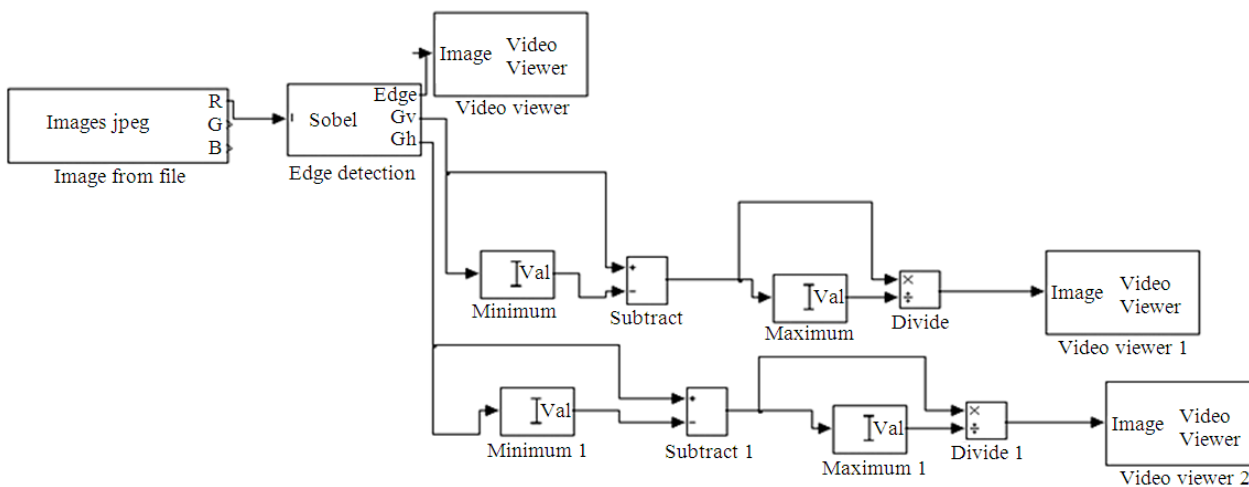 Image Video
Viewer
Video viewer
Images jpeg
R
G
B
Image from file
I Sobel
Edge
Gv
Gh
Edge detection
Val
Minimum
+
−
Subtract
Val
Maximum
×
÷
Divide
Image Video
Viewer
Video viewer 1
Val
Minimum 1
+
−
Subtract 1
Val
Maximum 1
×
÷
Divide 1
Image Video
Viewer
Video viewer 2